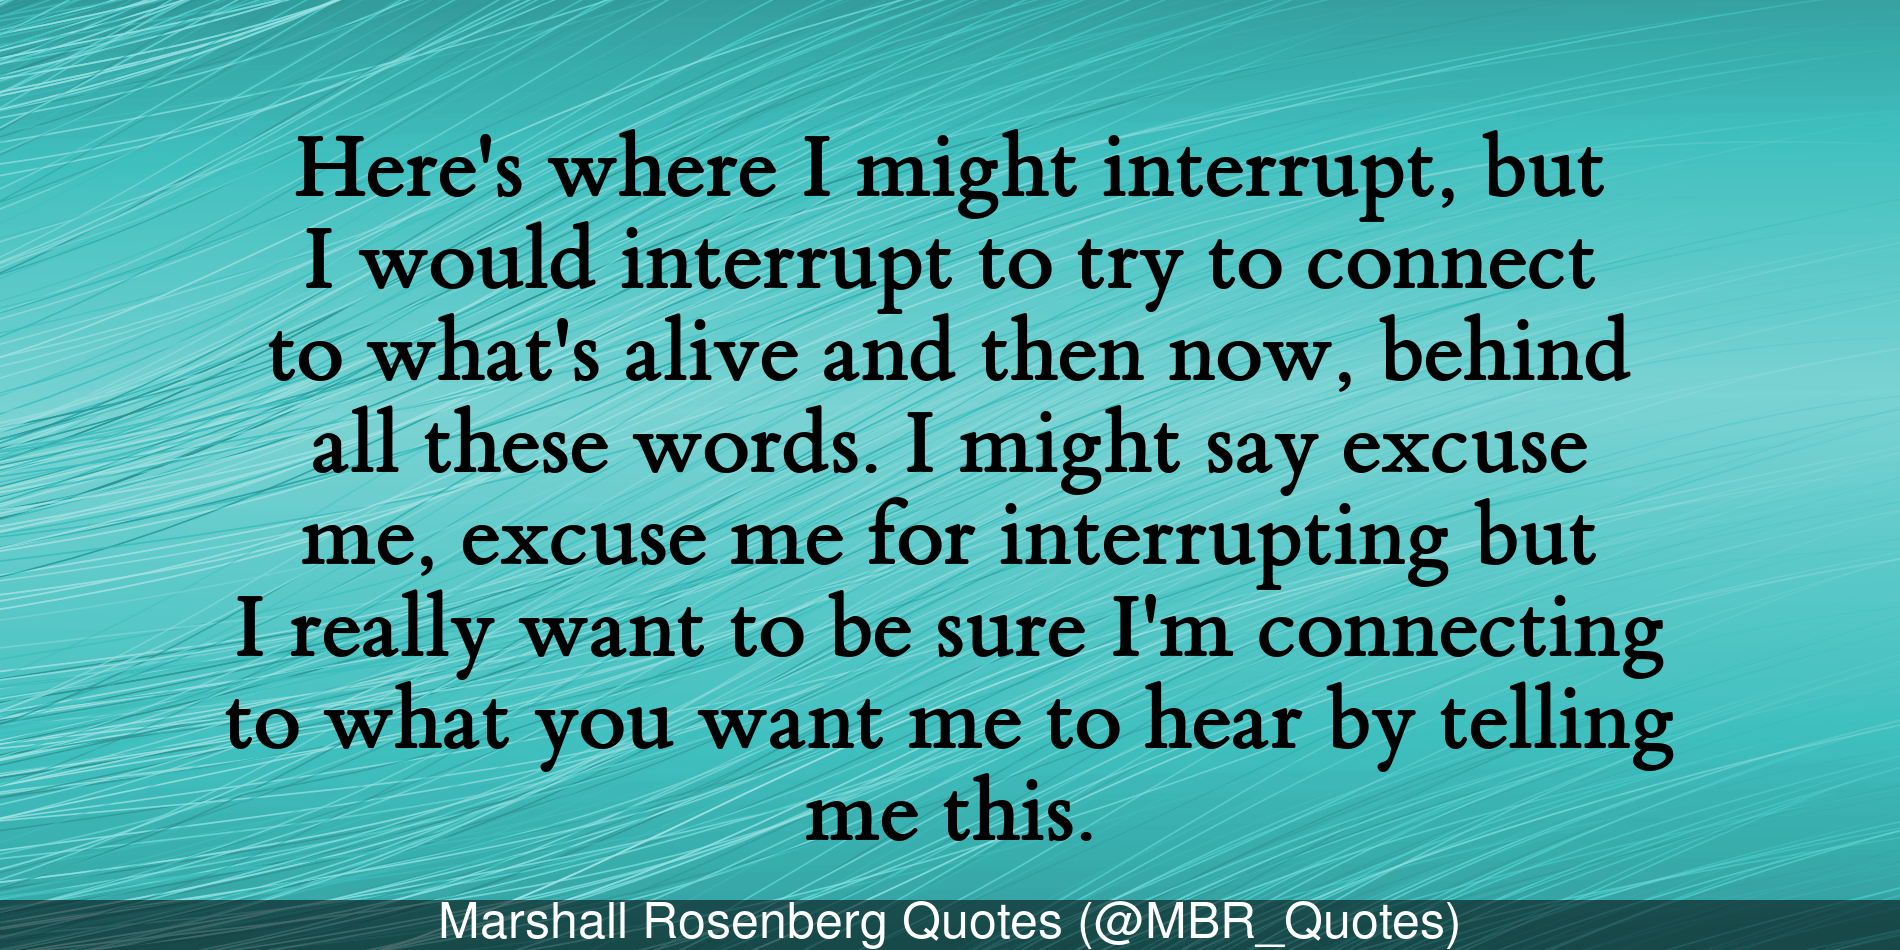 Here's where I might interrupt, but
I would interrupt to try to connect
to what's alive and then now, behind
all these words. I might say excuse
me, excuse me for interrupting but
I really want to be sure I'm connecting
to what you want me to hear by telling
me this.
Marshall Rosenberg Quotes (@MBR_Quotes)